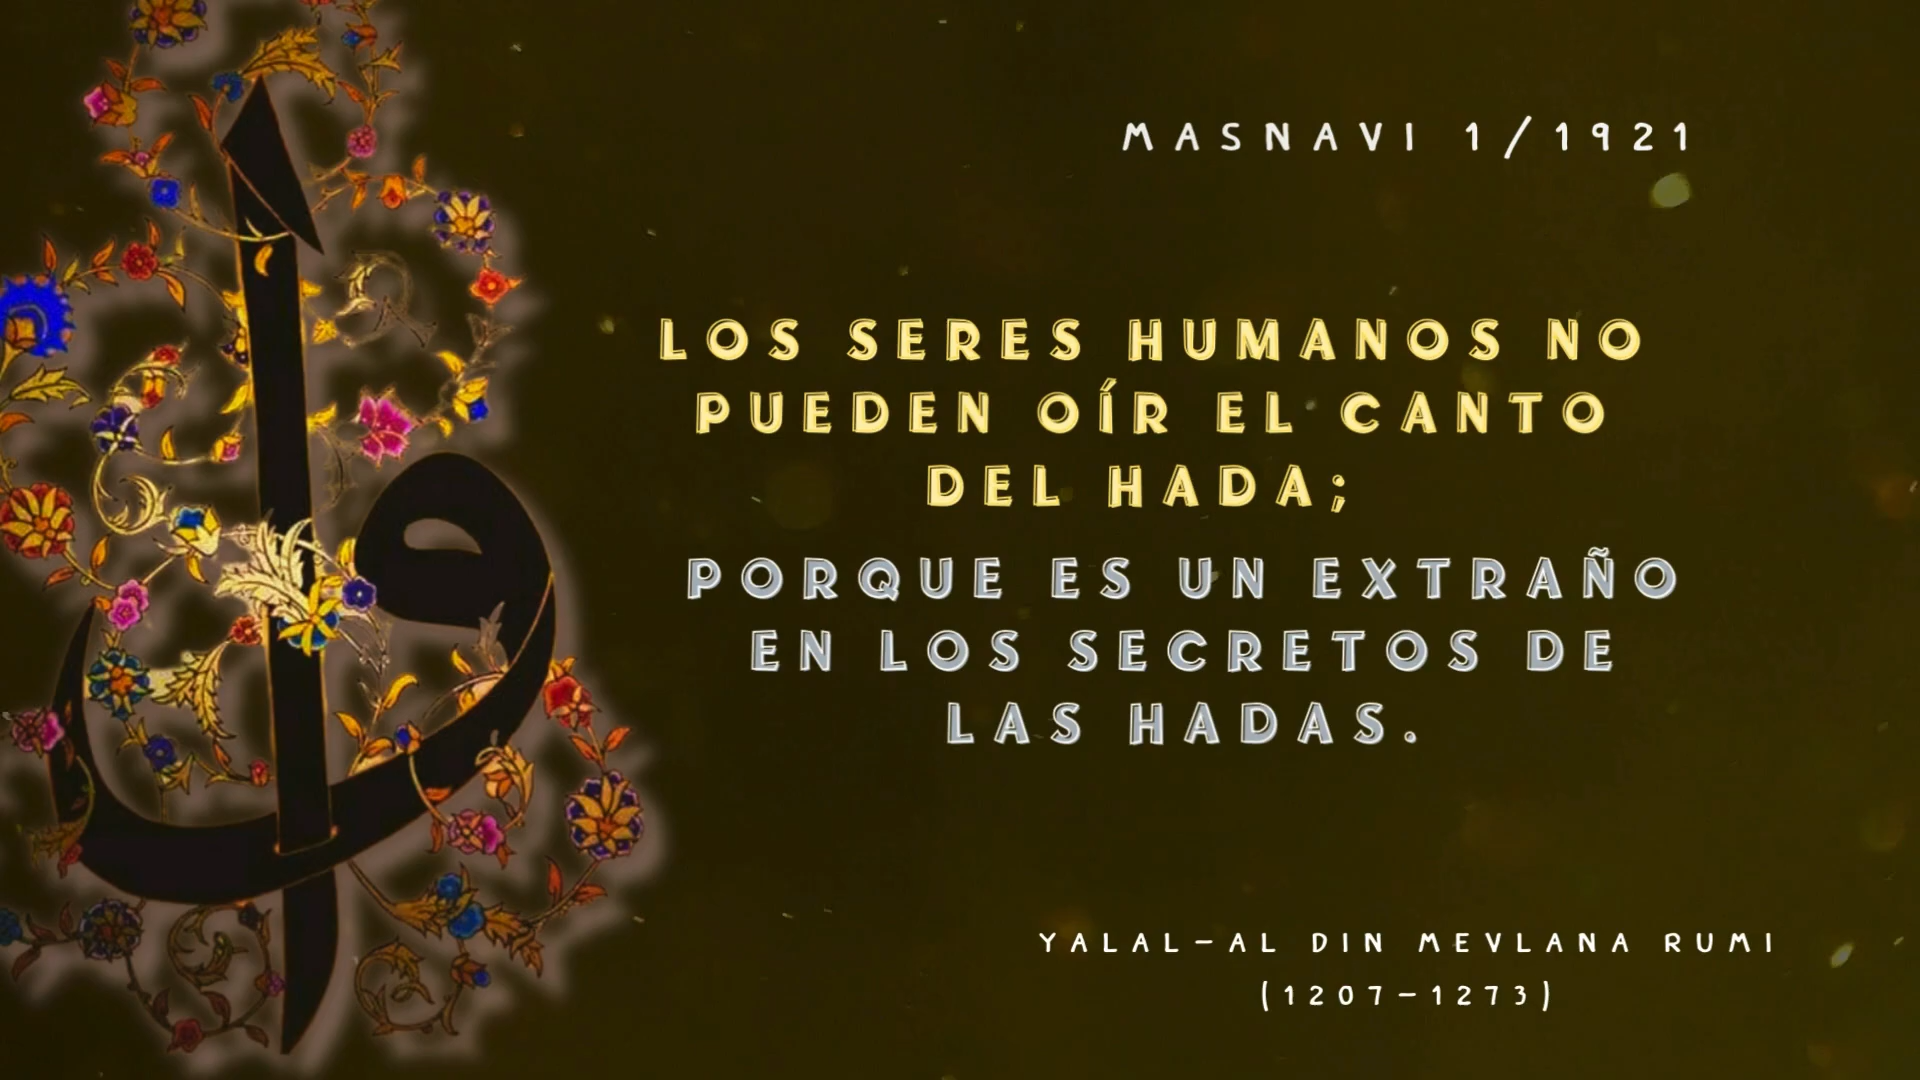 MASNAVI 1/1921
LOS SERES HUMANOS NO
PUEDEN OÍR EL CANTO
DEL HADA;
PORQUE ES UN EXTRAÑO
EN LOS SECRETOS DE
LAS HADAS.
YALAL-AL DIN MEVLANA RUMI
(1207-1273)